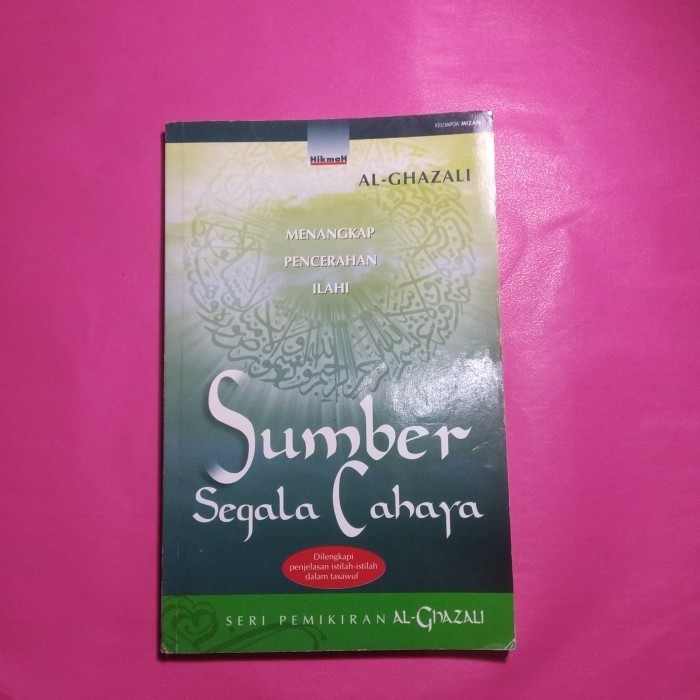 KELOMPOK MIZAN
HikmaH
AL-GHAZALI
MENANGKAP
PENCERAHAN
ILAHI
Sumber
Segala Cahaya
Dilengkapi
penjelasan istilah-istilah
dalam tasawuf
SERI PEMIKIRAN AL-GHAZALI